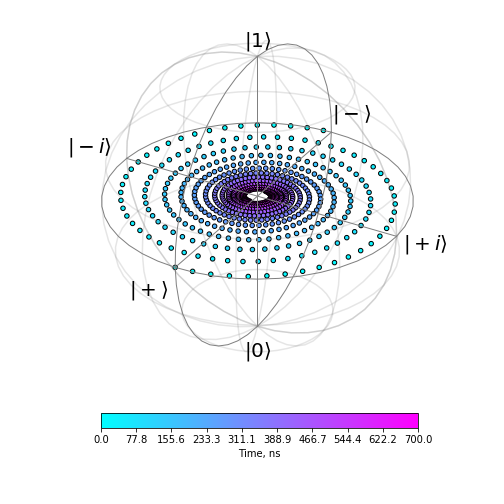 |1⟩
|−⟩
|−i⟩
|+i⟩
|+⟩
|0⟩
0.0 77.8 155.6 233.3 311.1 388.9 466.7 544.4 622.2 700.0
Time, ns